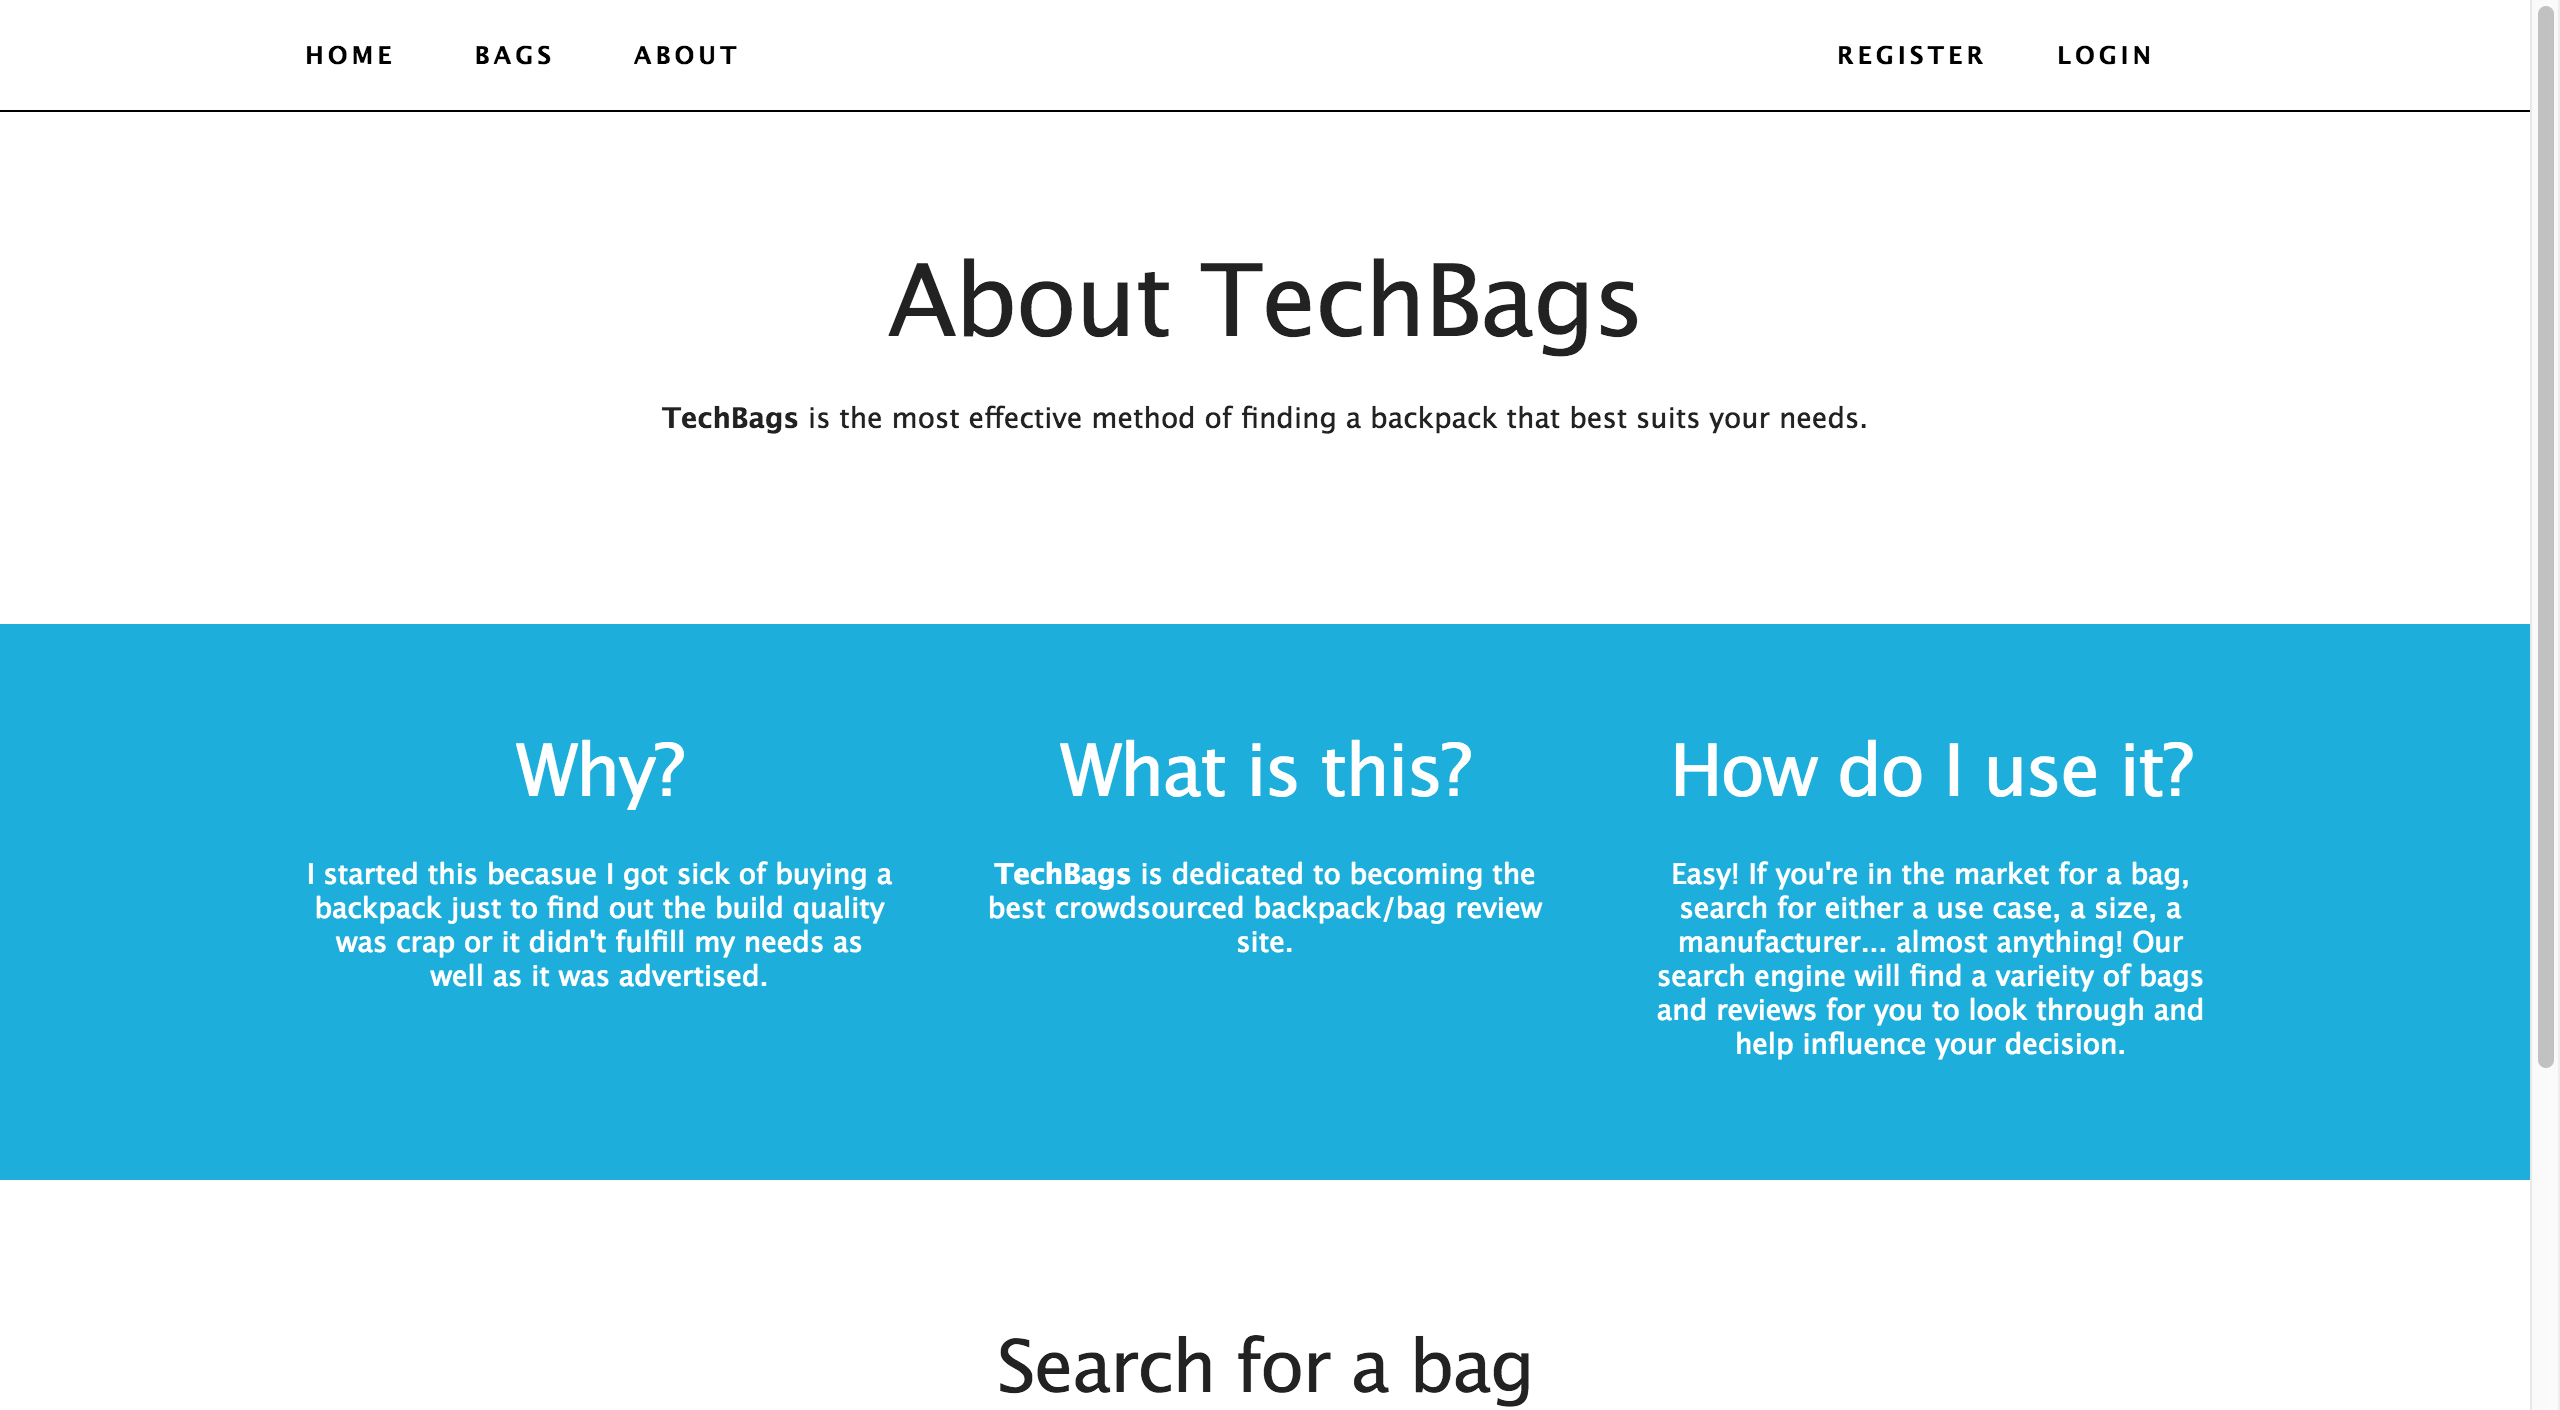 HOME BAGS ABOUT REGISTER LOGIN
About TechBags
TechBags is the most effective method of finding a backpack that best suits your needs.
Why?
I started this becasue I got sick of buying a
backpack just to find out the build quality
was crap or it didn't fulfill my needs as
well as it was advertised.
What is this?
TechBags is dedicated to becoming the
best crowdsourced backpack/bag review
site.
How do I use it?
Easy! If you're in the market for a bag,
search for either a use case, a size, a
manufacturer... almost anything! Our
search engine will find a varieity of bags
and reviews for you to look through and
help influence your decision.
Search for a bag